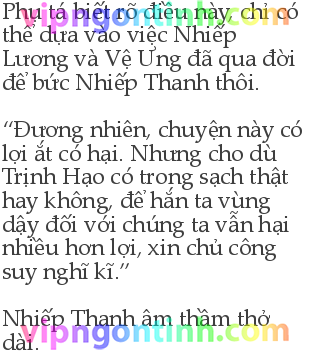 Phụ tá biết rõ điều này, chỉ có
thể dựa vào việc Nhiếp
Lương và Vệ Ưng đã qua đời
để bức Nhiếp Thanh thôi.
“Đương nhiên, chuyện này có
lợi ắt có hại. Nhưng cho dù
Trịnh Hạo có trong sạch thật
hay không, để hắn ta vùng
dậy đối với chúng ta vẫn hại
nhiều hơn lợi, xin chủ công
suy nghĩ kĩ.”
Nhiếp Thanh âm thầm thở
dài.
vipngontinh.com
vipngontinh.com